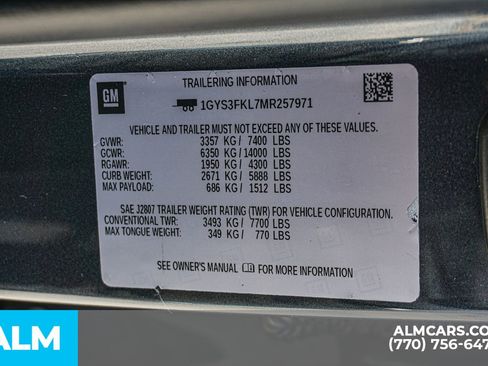 GM
TRAILERING INFORMATION
1GYS3FKL7MR257971
VEHICLE AND TRAILER MUST NOT EXCEED ANY OF THESE VALUES.
GVWR: 3357 KG/ 7400 LBS
GCWR: 6350 KG/ 14000 LBS
RGAWR: 1950 KG/ 4300 LBS
CURB WEIGHT: 2671 KG/ 5888 LBS
MAX PAYLOAD: 686 KG/ 1512 LBS
SAE J2807 TRAILER WEIGHT RATING (TWR) FOR VEHICLE CONFIGURATION.
CONVENTIONAL TWR: 3493 KG/ 7700 LBS
MAX TONGUE WEIGHT: 349 KG/ 770 LBS
SEE OWNER'S MANUAL FOR MORE INFORMATION
ALM
ALMCARS.CO
(770) 756-647